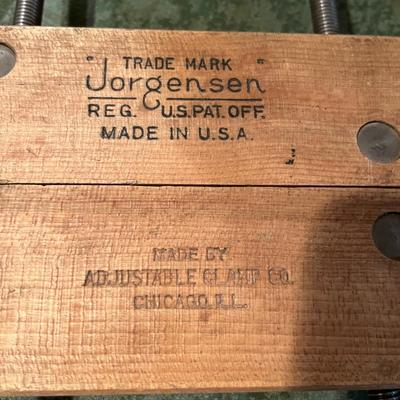 " TRADE MARK "
Jorgensen
REG. U.S. PAT. OFF.
MADE IN U.S.A.
MADE BY
ADJUSTABLE CLAMP CO.
CHICAGO, ILL.